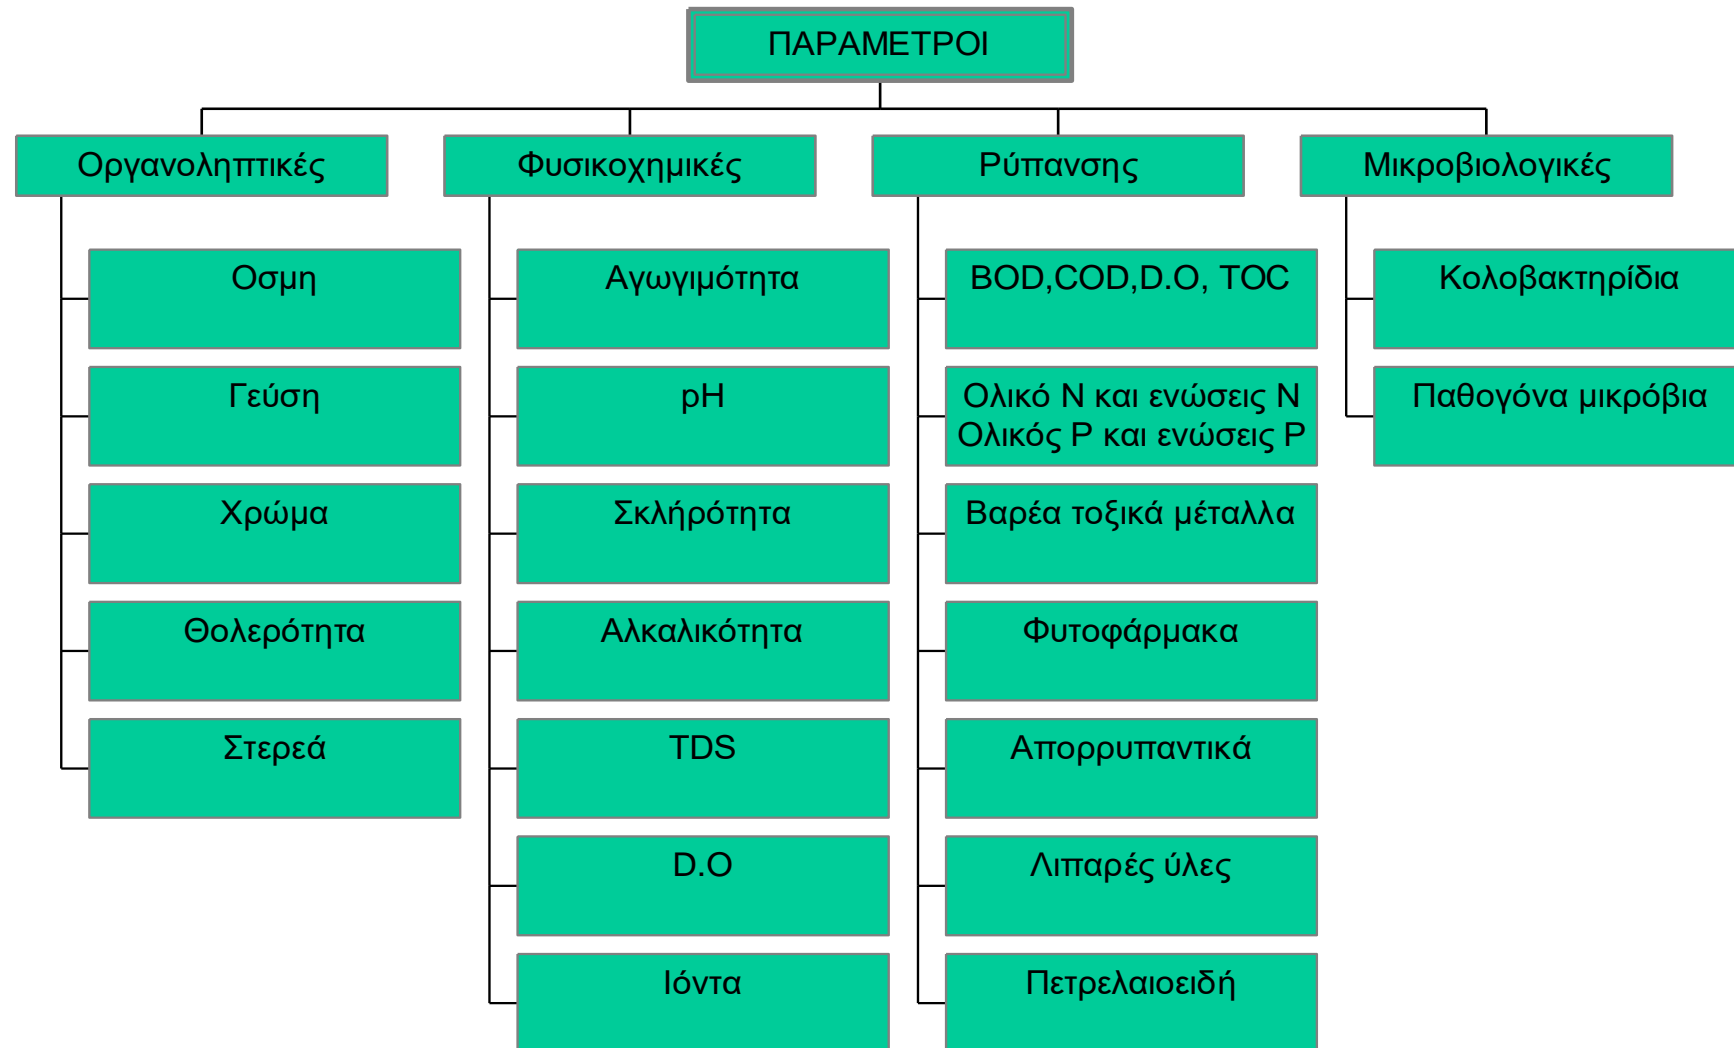 ΠΑΡΑΜΕΤΡΟΙ
Οργανοληπτικές
Φυσικοχημικές
Ρύπανσης
Μικροβιολογικές
Οσμη
Γεύση
Χρώμα
Θολερότητα
Στερεά
Αγωγιμότητα
pH
Σκλήρότητα
Αλκαλικότητα
TDS
D.O
Ιόντα
BOD,COD,D.O, TOC
Ολικό Ν και ενώσεις Ν
Ολικός Ρ και ενώσεις Ρ
Βαρέα τοξικά μέταλλα
Φυτοφάρμακα
Απορρυπαντικά
Λιπαρές ύλες
Πετρελαιοειδή
Κολοβακτηρίδια
Παθογόνα μικρόβια